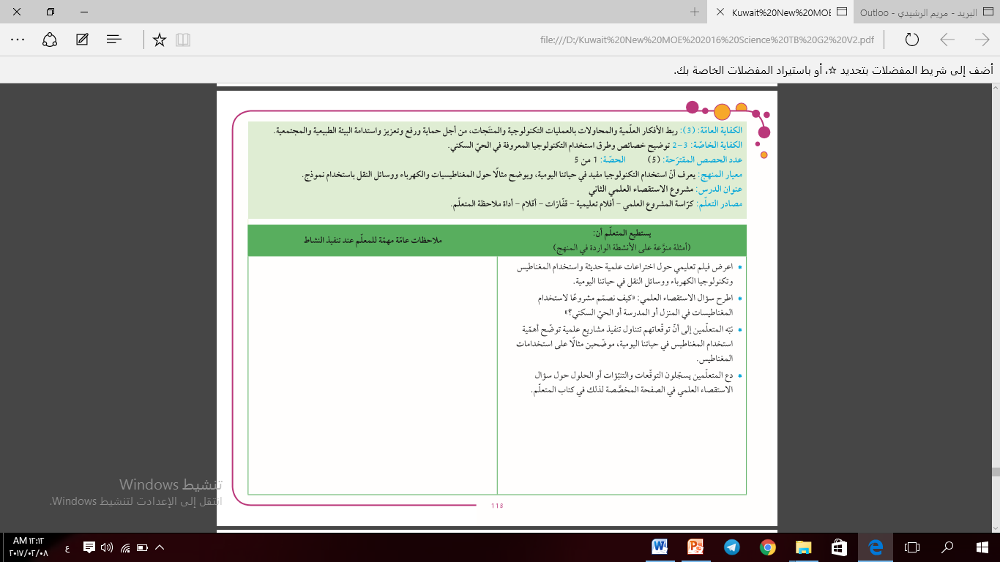 البريد - مريم الرشيدي - Outloo
Kuwait%20New%20MOE
file:///D:/Kuwait%20New%20MOE%202016%20Science%20TB%20G2%20V2.pdf
أضف إلى شريط المفضلات بتحديد ☆، أو باستيراد المفضلات الخاصة بك.
الكفاية العامّة: (3): ربط الأفكار العلّمية والمحاولات بالعمليات التكنولوجية والمنتَجات، من أجل حماية ورفع وتعزيز واستدامة البيئة الطبيعية والمجتمعية.
الكفاية الخاصّة: 3-2 توضيح خصائص وطرق استخدام التكنولوجيا المعروفة في الحيّ السكني.
عدد الحصص المقترَحة: (5) الحصّة: 1 من 5
معيار المنهج: يعرف أنّ استخدام التكنولوجيا مفيد في حياتنا اليومية، ويوضح مثالًا حول المغناطيسيات والكهرباء ووسائل النقل باستخدام نموذج.
عنوان الدرس: مشروع الاستقصاء العلمي الثاني
مصادر التعلّم: كرّاسة المشروع العلمي – أفلام تعليمية – قفّازات – أقلام – أداة ملاحظة المتعلّم.
يستطيع المتعلّم أن:
(أمثلة منوَّعة على الأنشطة الواردة في المنهج)
ملاحظات عامّة مهمّة للمعلّم عند تنفيذ النشاط
• اعرض فيلم تعليمي حول اختراعات علمية حديثة واستخدام المغناطيس
وتكنولوجيا الكهرباء ووسائل النقل في حياتنا اليومية.
• اطرح سؤال الاستقصاء العلمي: «كيف نصمّم مشروعًا لاستخدام
المغناطيسات في المنزل أو المدرسة أو الحيّ السكني؟»
• نبّه المتعلّمين إلى أنّ توقّعاتهم تتناول تنفيذ مشاريع علمية توضّح أهمّية
استخدام المغناطيس في حياتنا اليومية، موضّحين مثالًا على استخدامات
المغناطيس.
• دع المتعلّمين يسجّلون التوقّعات والتنبّؤات أو الحلول حول سؤال
الاستقصاء العلمي في الصفحة المخصَّصة لذلك في كتاب المتعلّم.
118
تنشيط Windows
انتقل إلى الإعدادت لتنشيط Windows.
ع
١٢:١٢ AM
٢٠١٧/٠٢/٠٨